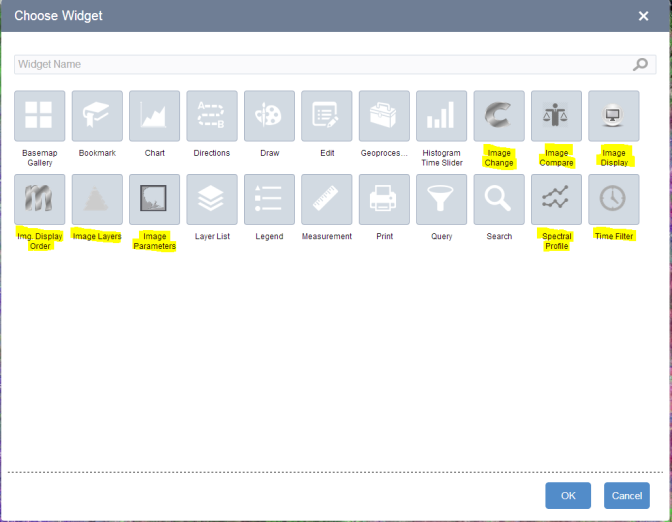 Choose Widget
Widget Name
Basemap Gallery
Bookmark
Chart
Directions
Draw
Edit
Geoproces...
Histogram Time Slider
Image Change
Image Compare
Image Display
Img. Display Order
Image Layers
Image Parameters
Layer List
Legend
Measurement
Print
Query
Search
Spectral Profile
Time Filter
OK
Cancel